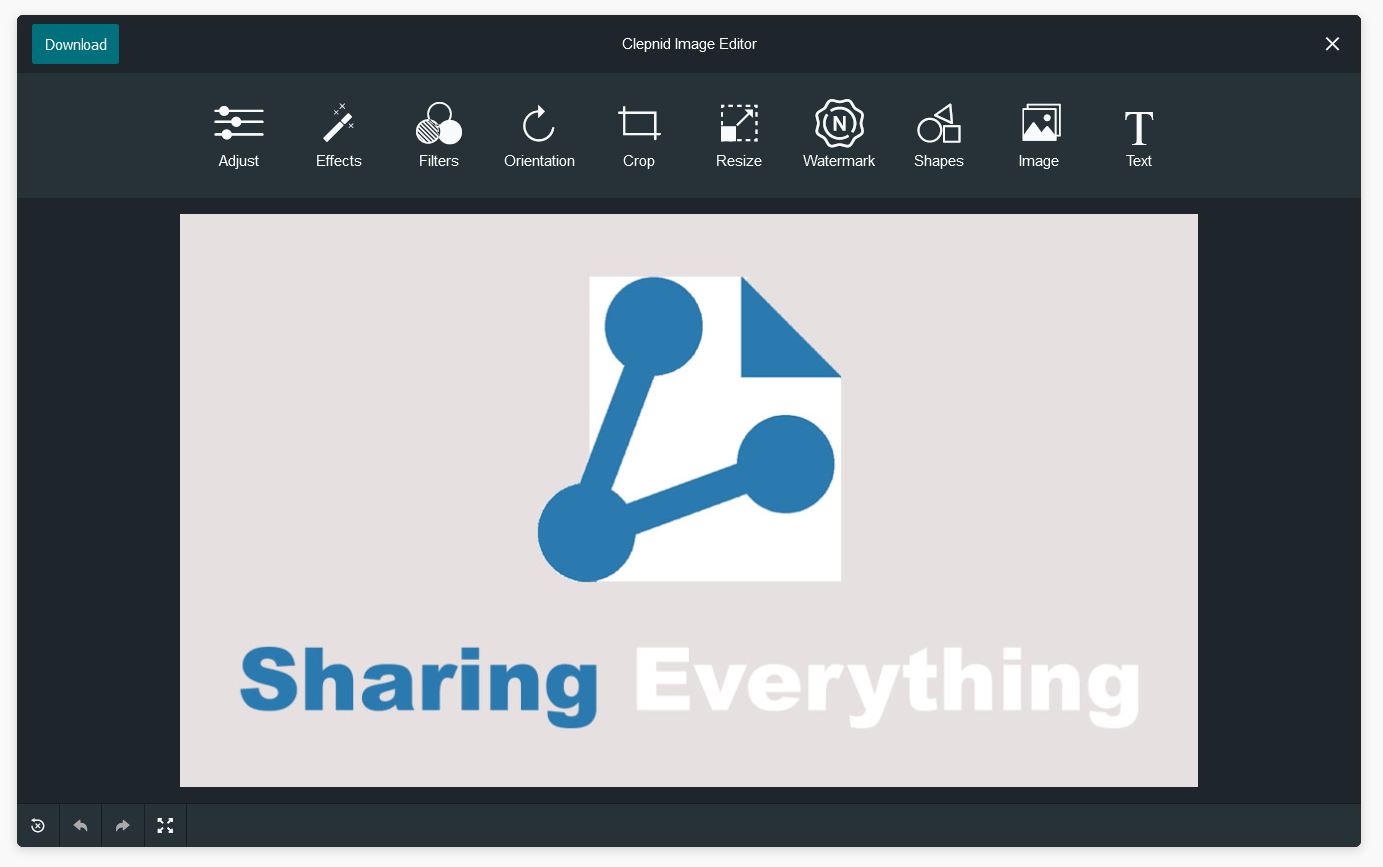 Download
Clepnid Image Editor
Adjust
Effects
Filters
Orientation
Crop
Resize
N
Watermark
Shapes
Image
T
Text
Sharing Everything